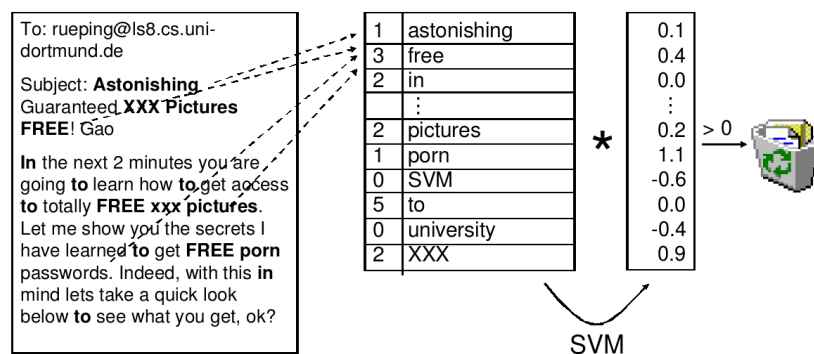 To: rueping@ls8.cs.uni-
dortmund.de
Subject: Astonishing
Guaranteed XXX Pictures
FREE! Gao
In the next 2 minutes you are
going to learn how to get access
to totally FREE xxx pictures.
Let me show you the secrets I
have learned to get FREE porn
passwords. Indeed, with this in
mind lets take a quick look
below to see what you get, ok?
1 astonishing
3 free
2 in
⋮
2 pictures
1 porn
0 SVM
5 to
0 university
2 XXX
*
0.1
0.4
0.0
⋮
0.2
1.1
-0.6
0.0
-0.4
0.9
> 0
SVM